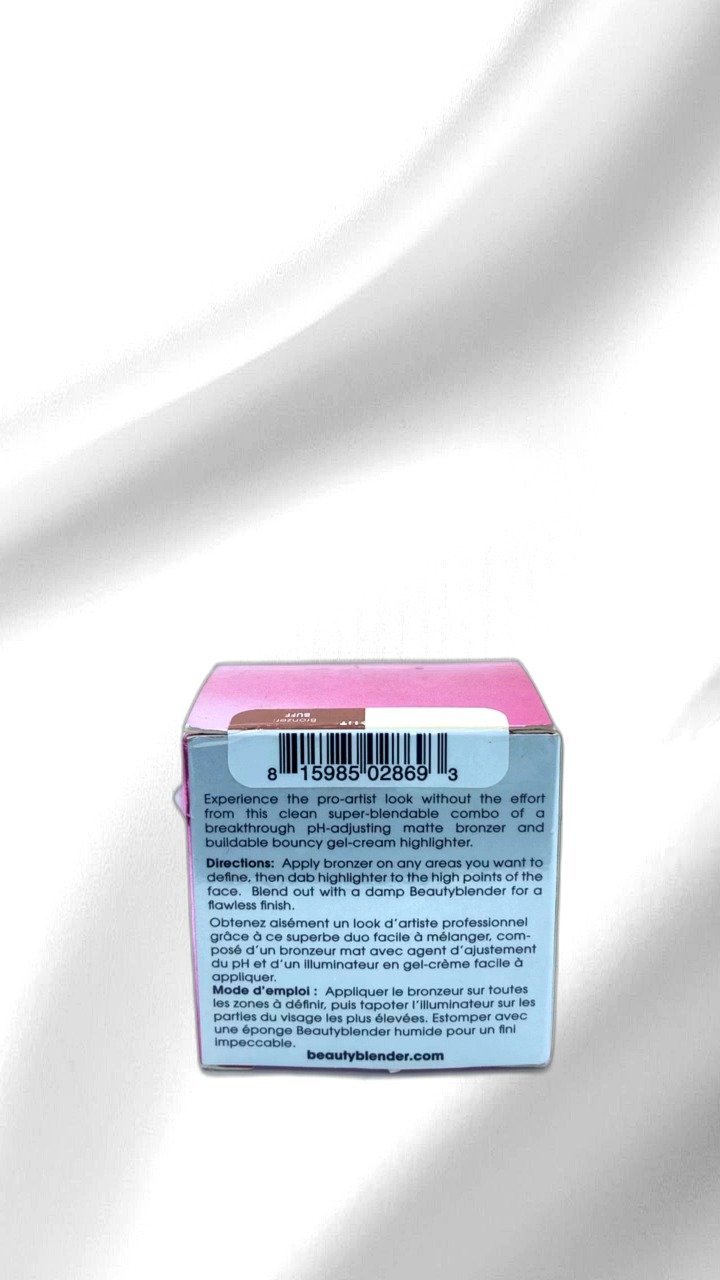 Bronzer:
BUFF
8 15985 02869 3
Experience the pro-artist look without the effort
from this clean super-blendable combo of a
breakthrough pH-adjusting matte bronzer and
buildable bouncy gel-cream highlighter.
Directions: Apply bronzer on any areas you want to
define, then dab highlighter to the high points of the
face. Blend out with a damp Beautyblender for a
flawless finish.
Obtenez aisément un look d'artiste professionnel
grâce à ce superbe duo facile à mélanger, com-
posé d'un bronzeur mat avec agent d'ajustement
du pH et d'un illuminateur en gel-crème facile à
appliquer.
Mode d'emploi : Appliquer le bronzeur sur toutes
les zones à définir, puis tapoter l'illuminateur sur les
parties du visage les plus élevées. Estomper avec
une éponge Beautyblender humide pour un fini
impeccable.
beautyblender.com